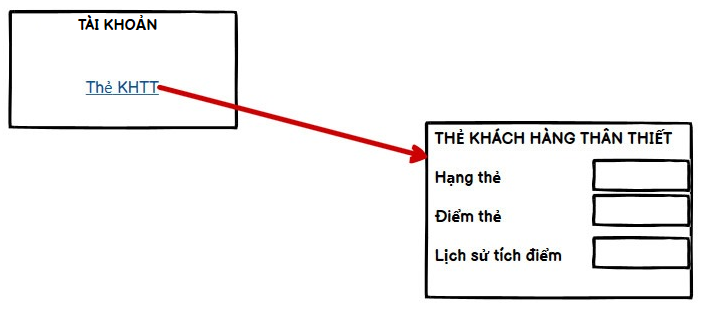 TÀI KHOẢN
Thẻ KHTT
THẺ KHÁCH HÀNG THÂN THIẾT
Hạng thẻ
Điểm thẻ
Lịch sử tích điểm